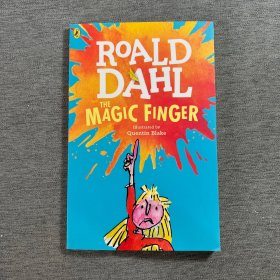 ROALD
DAHL
THE
MAGIC FINGER
Illustrated by
Quentin Blake